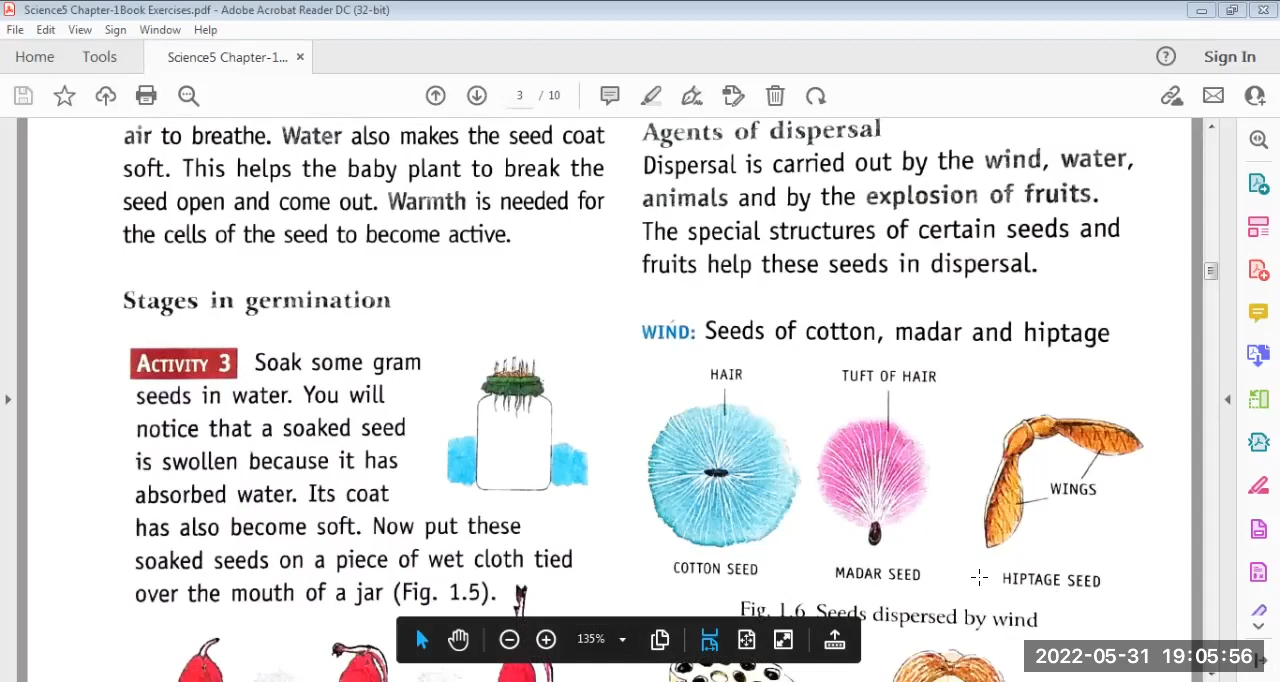 Science5 Chapter-1Book Exercises.pdf - Adobe Acrobat Reader DC (32-bit)
File Edit View Sign Window Help
Home Tools Science5 Chapter-1... × Sign In
3 / 10
air to breathe. Water also makes the seed coat
soft. This helps the baby plant to break the
seed open and come out. Warmth is needed for
the cells of the seed to become active.
Stages in germination
ACTIVITY 3 Soak some gram
seeds in water. You will
notice that a soaked seed
is swollen because it has
absorbed water. Its coat
has also become soft. Now put these
soaked seeds on a piece of wet cloth tied
over the mouth of a jar (Fig. 1.5).
Agents of dispersal
Dispersal is carried out by the wind, water,
animals and by the explosion of fruits.
The special structures of certain seeds and
fruits help these seeds in dispersal.
WIND: Seeds of cotton, madar and hiptage
HAIR
TUFT OF HAIR
WINGS
COTTON SEED
MADAR SEED
HIPTAGE SEED
Fig. 1.6 Seeds dispersed by wind
135%
2022-05-31 19:05:56